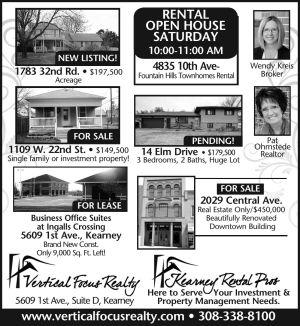 NEW LISTING!
1783 32nd Rd. • $197,500
Acreage
RENTAL
OPEN HOUSE
SATURDAY
10:00-11:00 AM
4835 10th Ave-
Fountain Hills Townhomes Rental
Wendy Kreis
Broker
FOR SALE
1109 W. 22nd St. • $149,500
Single family or investment property!
PENDING!
14 Elm Drive • $179,500
3 Bedrooms, 2 Baths, Huge Lot
Pat
Ohmstede
Realtor
FOR LEASE
Business Office Suites
at Ingalls Crossing
5609 1st Ave., Kearney
Brand New Const.
Only 9,000 Sq. Ft. Left!
FOR SALE
2029 Central Ave.
Real Estate Only/$450,000
Beautifully Renovated
Downtown Building
Vertical Focus Realty
5609 1st Ave., Suite D, Kearney
Kearney Rental Pros
Here to Serve Your Investment &
Property Management Needs.
www.verticalfocusrealty.com • 308-338-8100